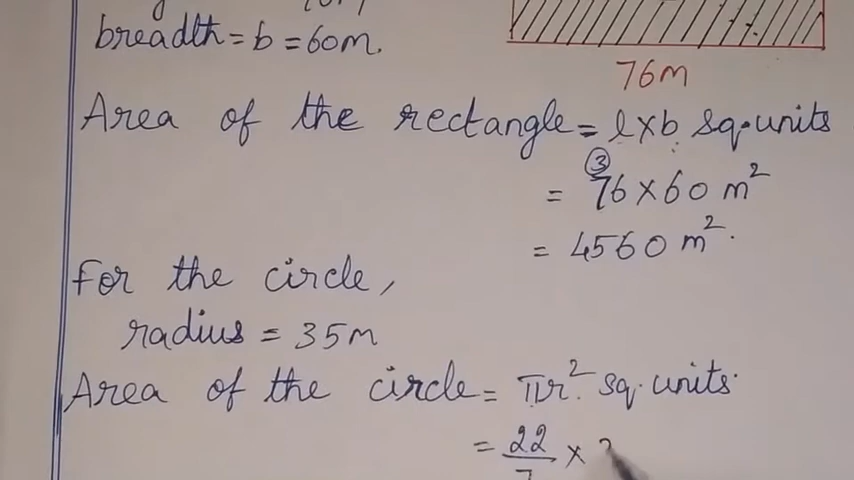 breadth = b = 60m.
76m
Area of the rectangle = l×b sq.units
③
= 76×60 m²
= 4560 m².
For the circle,
radius = 35m
Area of the circle = πr² sq.units.
= 22/7 ×